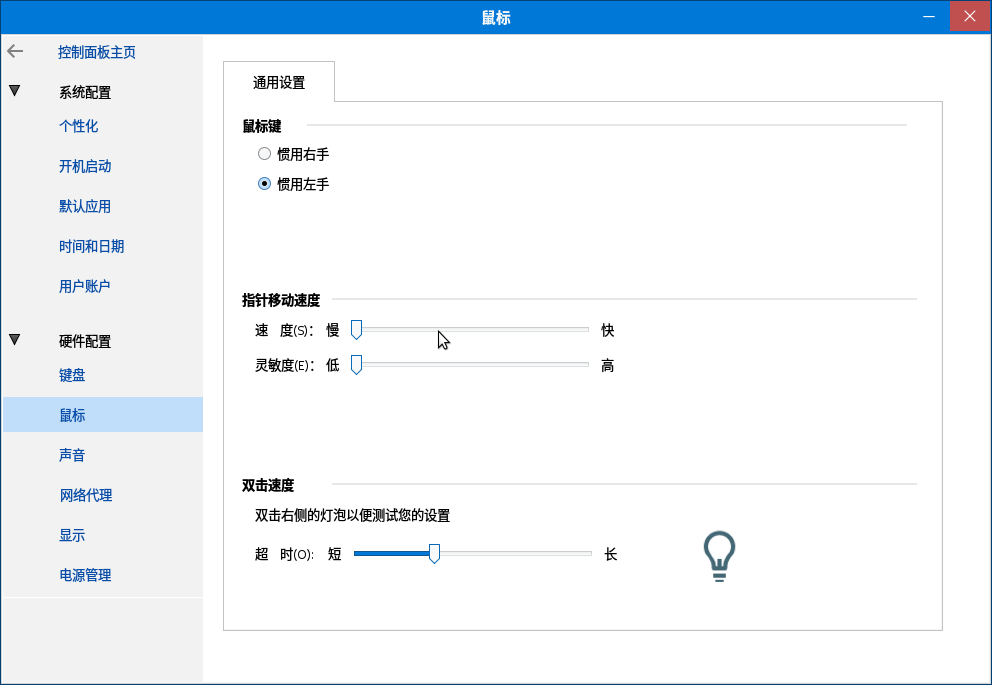 鼠标
控制面板主页
系统配置
个性化
开机启动
默认应用
时间和日期
用户账户
硬件配置
键盘
鼠标
声音
网络代理
显示
电源管理
通用设置
鼠标键
惯用右手
惯用左手
指针移动速度
速 度(S): 慢 快
灵敏度(E): 低 高
双击速度
双击右侧的灯泡以便测试您的设置
超 时(O): 短 长